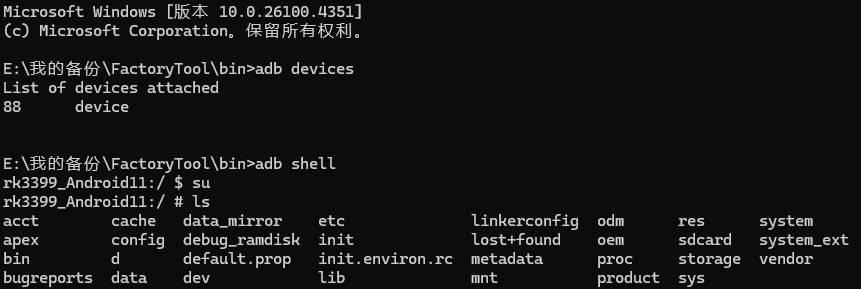 Microsoft Windows [版本 10.0.26100.4351]
(c) Microsoft Corporation。保留所有权利。
E:\我的备份\FactoryTool\bin>adb devices
List of devices attached
88      device
E:\我的备份\FactoryTool\bin>adb shell
rk3399_Android11:/ $ su
rk3399_Android11:/ # ls
acct        cache   data_mirror    etc              linkerconfig  odm      res      system
apex        config  debug_ramdisk  init             lost+found    oem      sdcard   system_ext
bin         d       default.prop   init.environ.rc  metadata      proc     storage  vendor
bugreports  data    dev            lib              mnt           product  sys